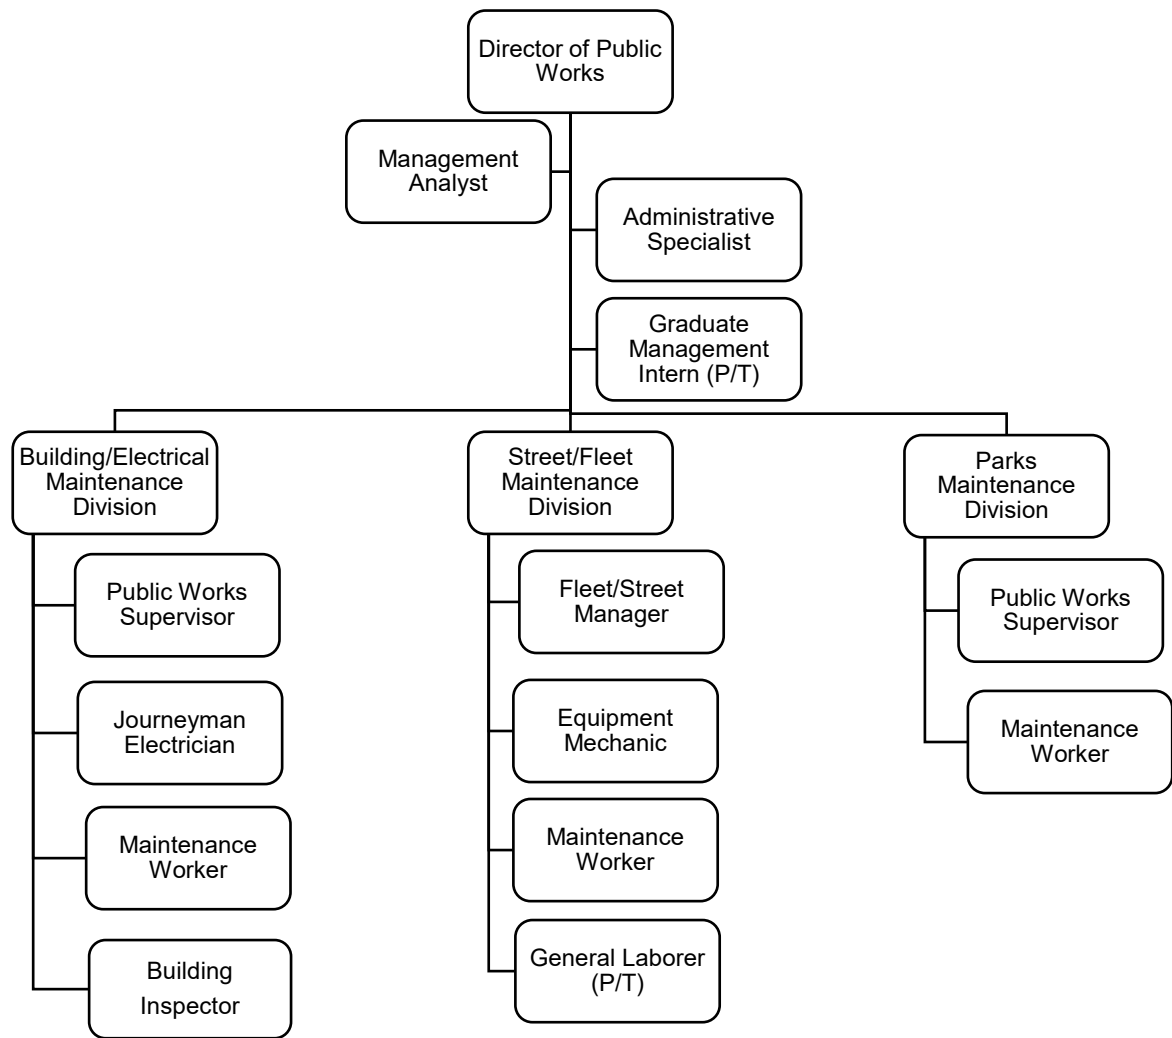 Director of Public
Works
Management
Analyst
Administrative
Specialist
Graduate
Management
Intern (P/T)
Building/Electrical
Maintenance
Division
Public Works
Supervisor
Journeyman
Electrician
Maintenance
Worker
Building
Inspector
Street/Fleet
Maintenance
Division
Fleet/Street
Manager
Equipment
Mechanic
Maintenance
Worker
General Laborer
(P/T)
Parks
Maintenance
Division
Public Works
Supervisor
Maintenance
Worker